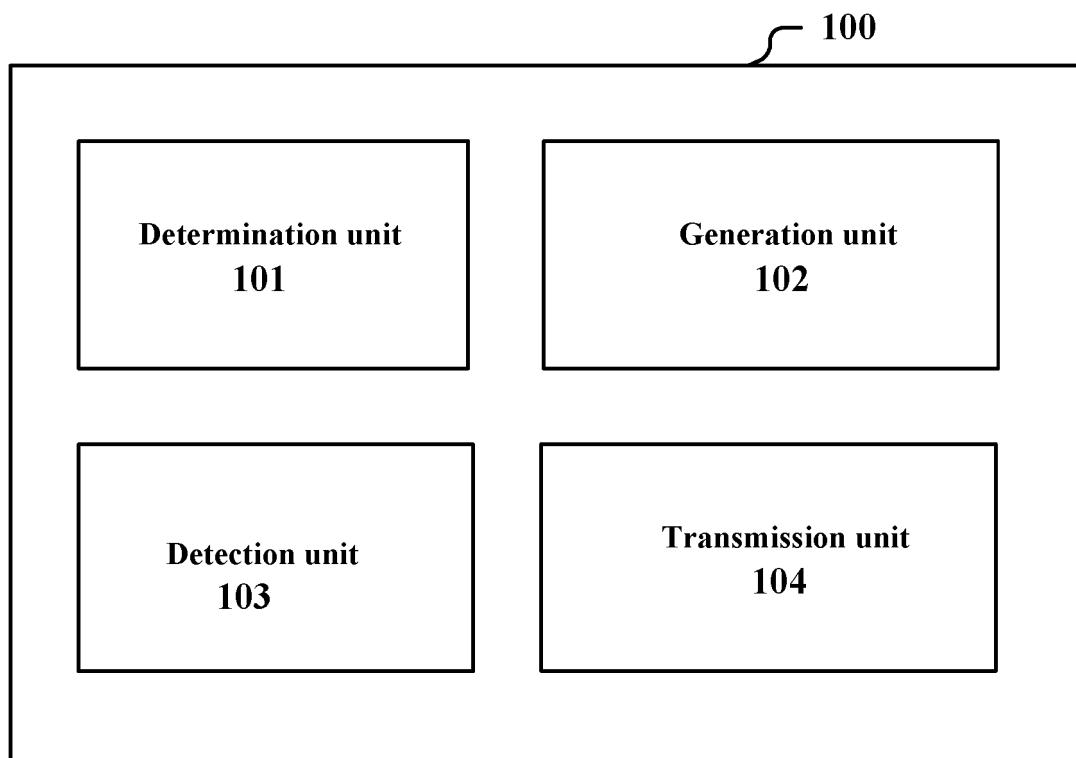 100
Determination unit
101
Generation unit
102
Detection unit
103
Transmission unit
104